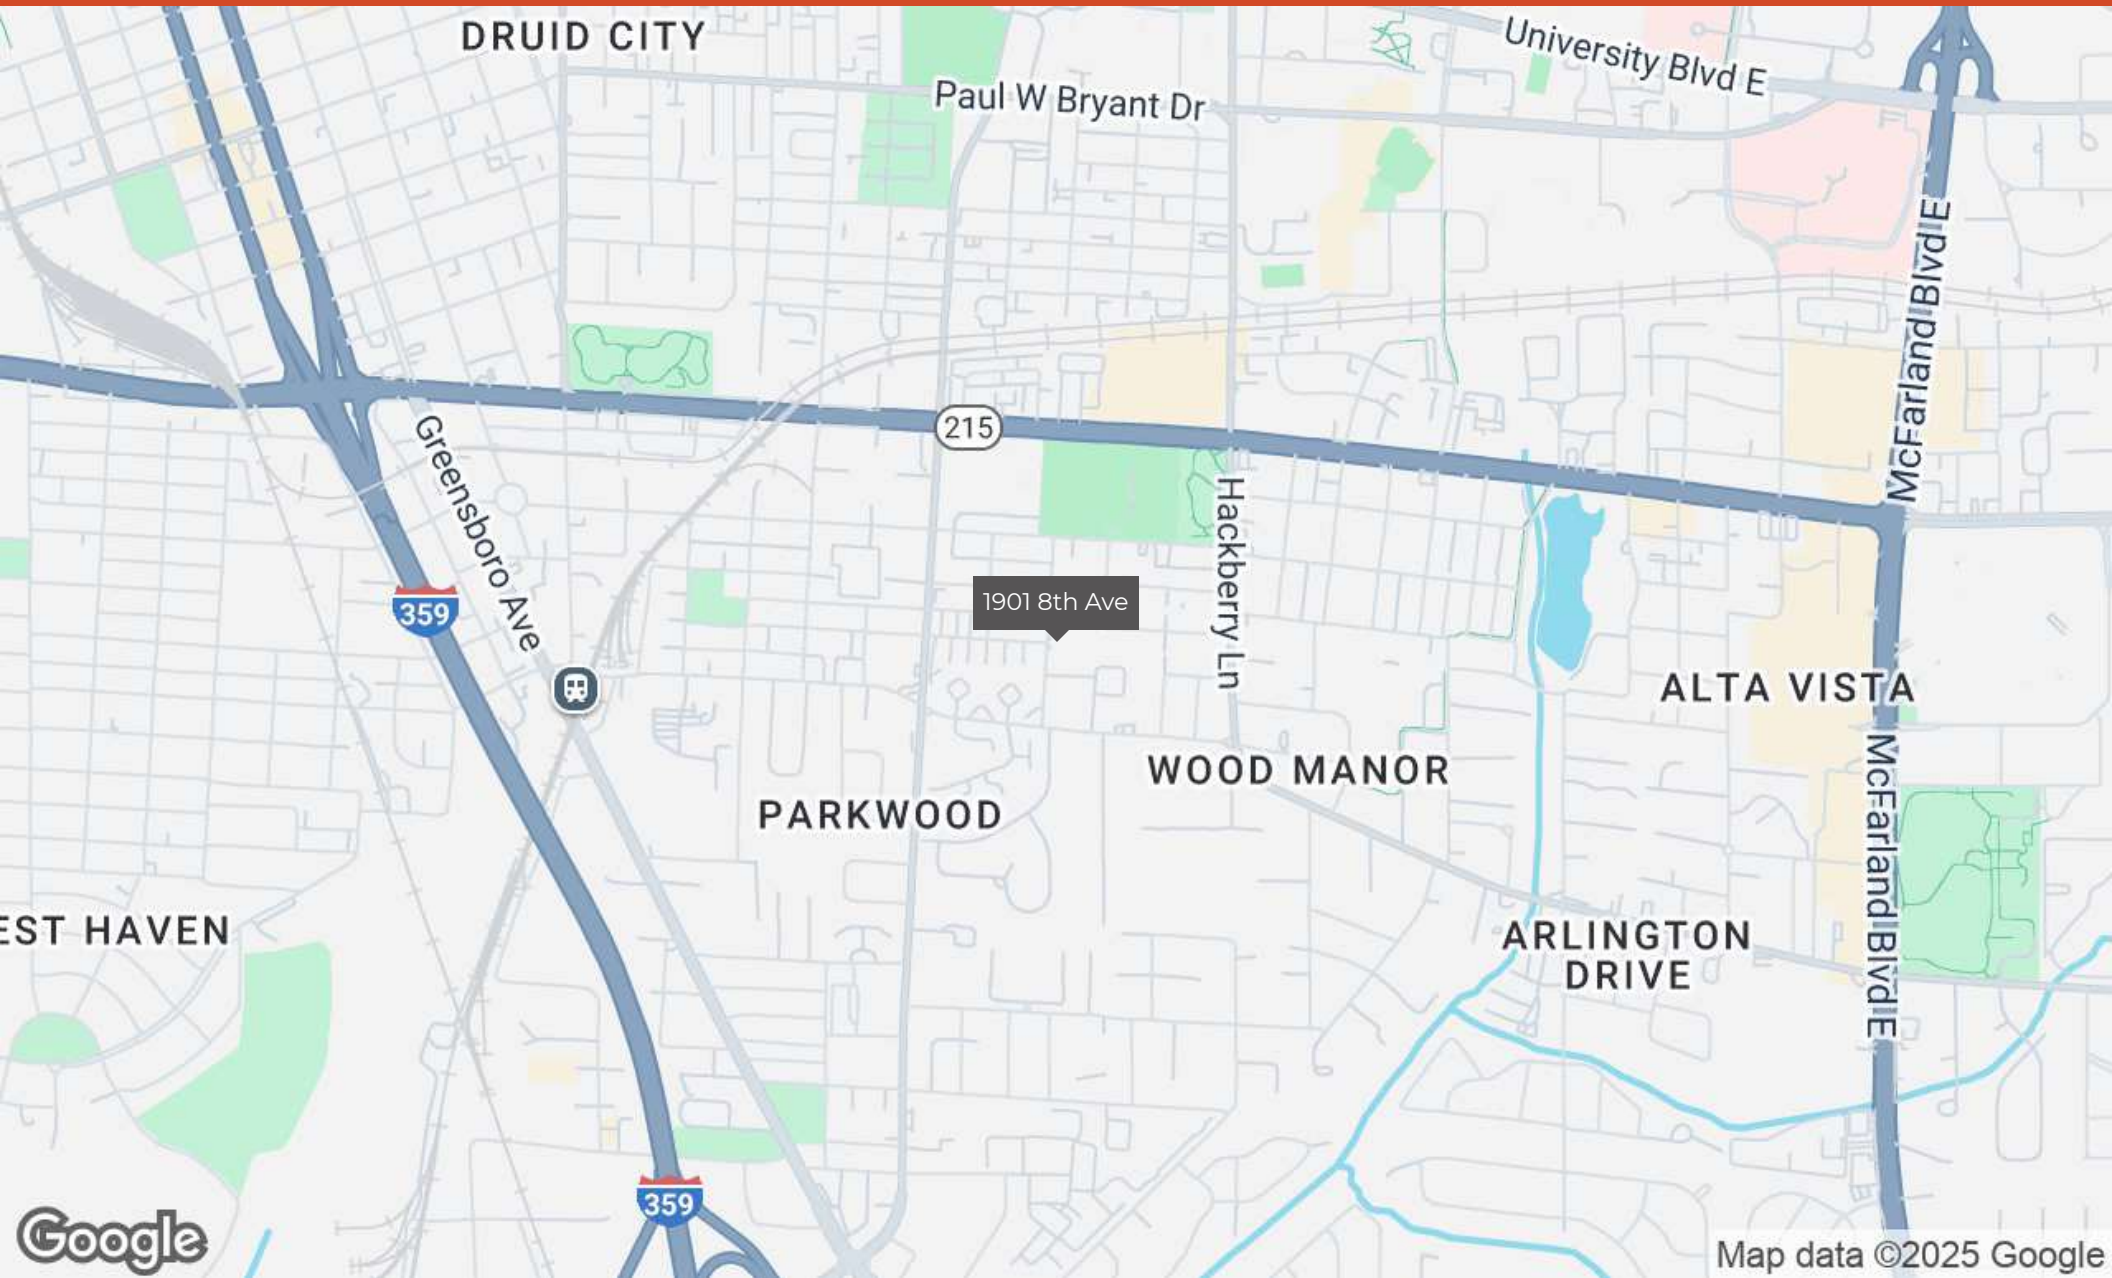 DRUID CITY
University Blvd E
Paul W Bryant Dr
McFarland Blvd E
215
Greensboro Ave
Hackberry Ln
359
1901 8th Ave
ALTA VISTA
WOOD MANOR
McFarland Blvd E
PARKWOOD
EST HAVEN
ARLINGTON
DRIVE
359
Google
Map data ©2025 Google